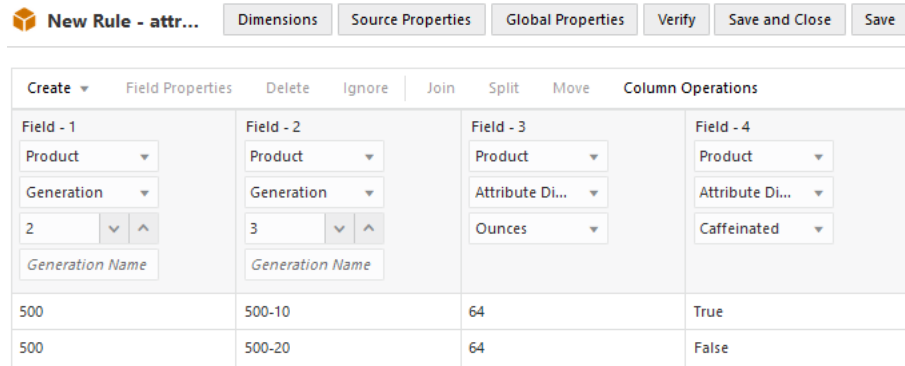 New Rule - attr... Dimensions Source Properties Global Properties Verify Save and Close Save
Create Field Properties Delete Ignore Join Split Move Column Operations
Field - 1 Field - 2 Field - 3 Field - 4
Product Product Product Product
Generation Generation Attribute Di... Attribute Di...
2 3 Ounces Caffeinated
Generation Name Generation Name
500 500-10 64 True
500 500-20 64 False